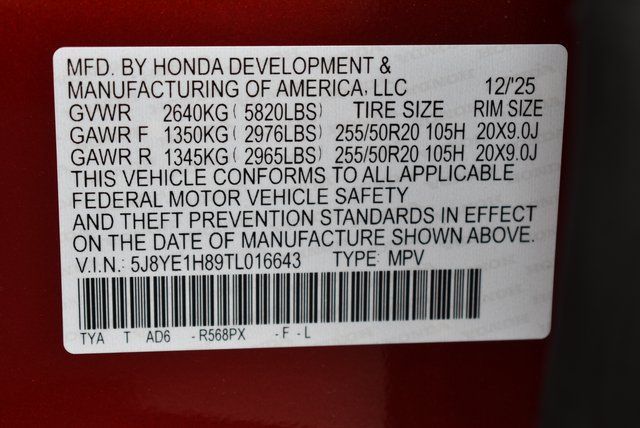 MFD. BY HONDA DEVELOPMENT &
MANUFACTURING OF AMERICA, LLC 12/'25
GVWR 2640KG ( 5820LBS) TIRE SIZE RIM SIZE
GAWR F 1350KG ( 2976LBS) 255/50R20 105H 20X9.0J
GAWR R 1345KG ( 2965LBS) 255/50R20 105H 20X9.0J
THIS VEHICLE CONFORMS TO ALL APPLICABLE
FEDERAL MOTOR VEHICLE SAFETY
AND THEFT PREVENTION STANDARDS IN EFFECT
ON THE DATE OF MANUFACTURE SHOWN ABOVE.
V.I.N.: 5J8YE1H89TL016643 TYPE: MPV
TYA T AD6 -R568PX -F-L